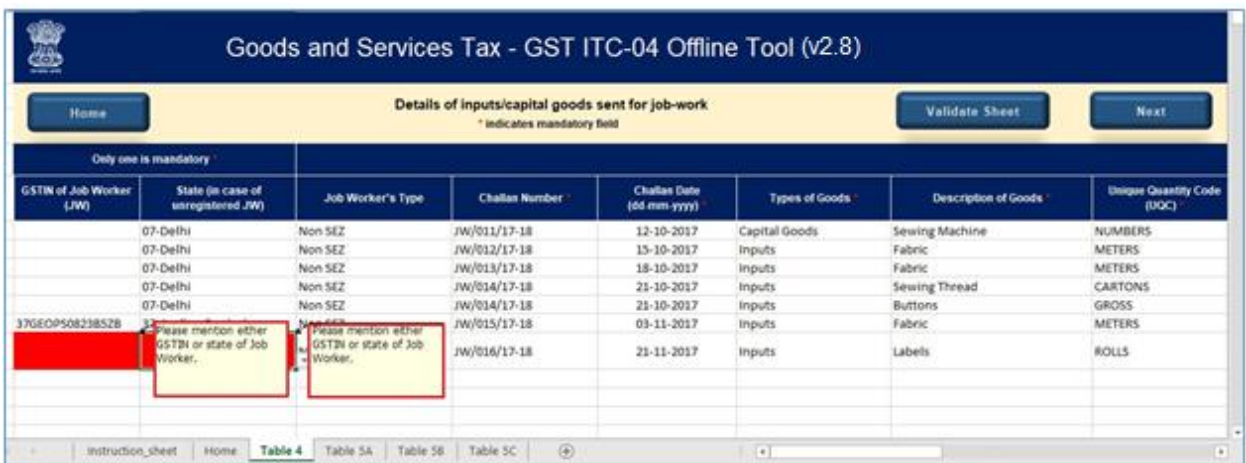 Goods and Services Tax - GST ITC-04 Offline Tool (v2.8)
Home
Details of inputs/capital goods sent for job-work
* indicates mandatory field
Validate Sheet
Next
Only one is mandatory *
GSTIN of Job Worker (JW) State (in case of unregistered JW) Job Worker's Type Challan Number * Challan Date (dd-mm-yyyy) * Types of Goods * Description of Goods * Unique Quantity Code (UQC) *
07-Delhi Non SEZ JW/011/17-18 12-10-2017 Capital Goods Sewing Machine NUMBERS
07-Delhi Non SEZ JW/012/17-18 15-10-2017 Inputs Fabric METERS
07-Delhi Non SEZ JW/013/17-18 18-10-2017 Inputs Fabric METERS
07-Delhi Non SEZ JW/014/17-18 21-10-2017 Inputs Sewing Thread CARTONS
07-Delhi Non SEZ JW/014/17-18 21-10-2017 Inputs Buttons GROSS
JW/015/17-18 03-11-2017 Inputs Fabric METERS
Please mention either GSTIN or state of Job Worker.
Please mention either GSTIN or state of Job Worker.
JW/016/17-18 21-11-2017 Inputs Labels ROLLS
instruction_sheet Home Table 4 Table 5A Table 5B Table 5C